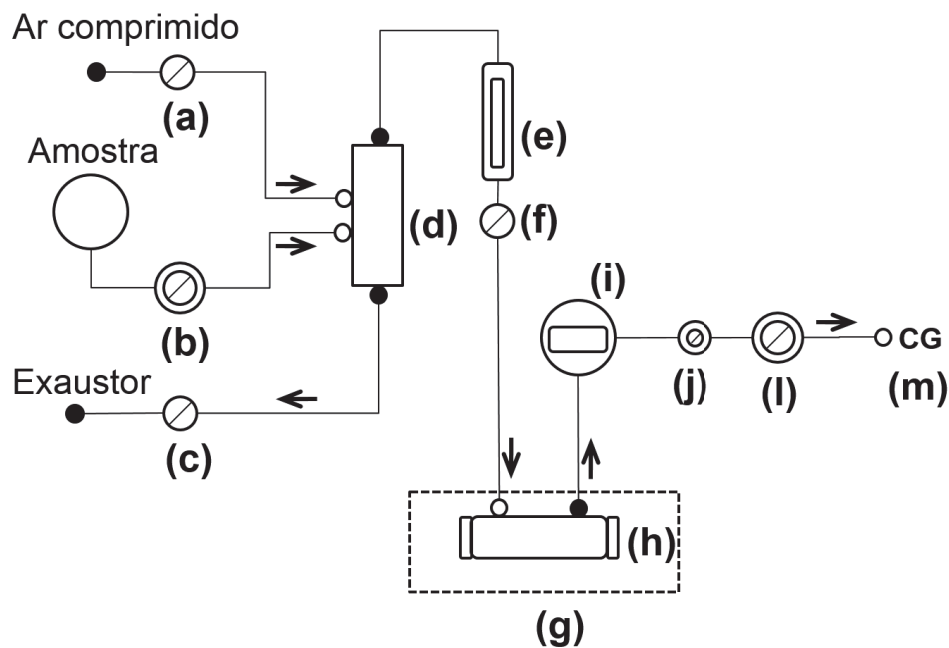 Ar comprimido
(a)
Amostra
(e)
(d)
(f)
(b)
(i)
CG
(j)
(l)
(m)
Exaustor
(c)
(h)
(g)